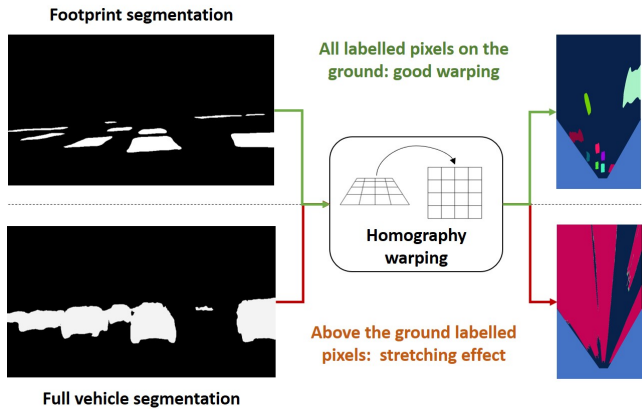 Footprint segmentation
All labelled pixels on the
ground: good warping
Homography
warping
Above the ground labelled
pixels: stretching effect
Full vehicle segmentation